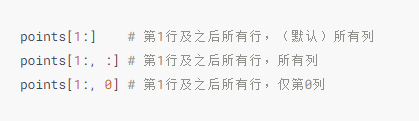 points[1:]    # 第1行及之后所有行，（默认）所有列
points[1:, :] # 第1行及之后所有行，所有列
points[1:, 0] # 第1行及之后所有行，仅第0列